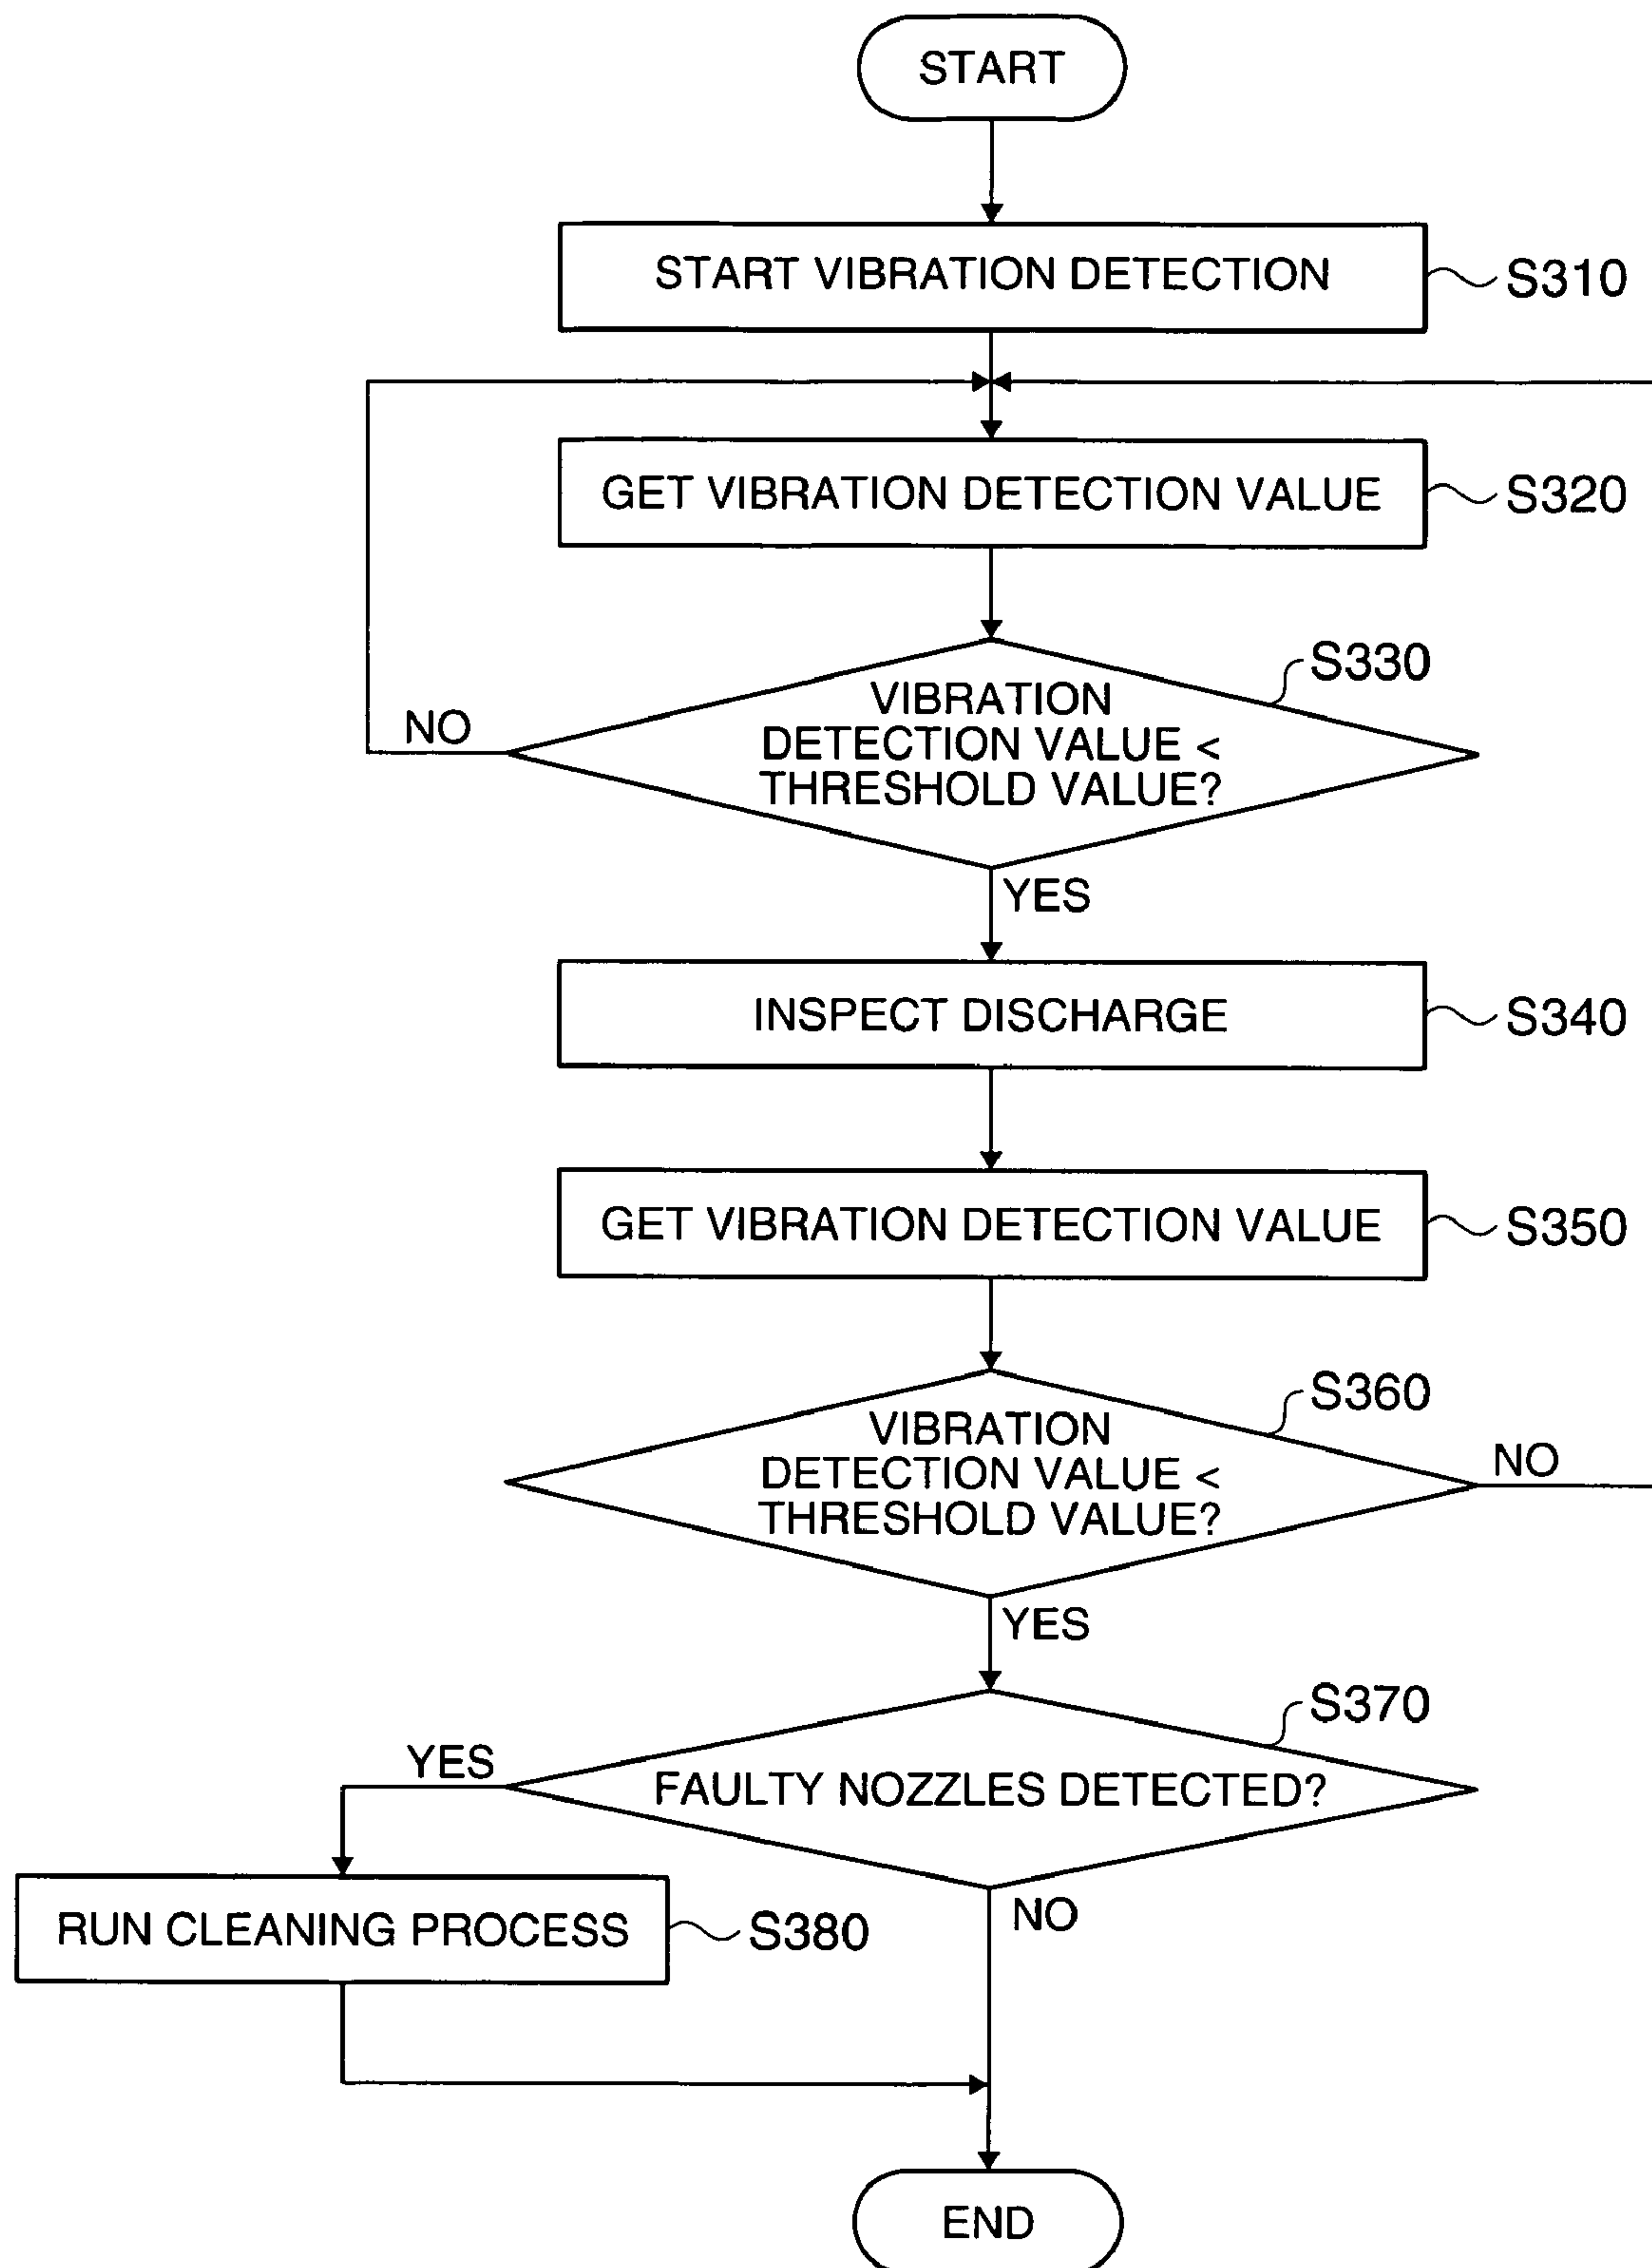 START
START VIBRATION DETECTION
S310
GET VIBRATION DETECTION VALUE
S320
S330
VIBRATION
DETECTION VALUE <
THRESHOLD VALUE?
NO
YES
INSPECT DISCHARGE
S340
GET VIBRATION DETECTION VALUE
S350
S360
VIBRATION
DETECTION VALUE <
THRESHOLD VALUE?
NO
YES
S370
YES
FAULTY NOZZLES DETECTED?
RUN CLEANING PROCESS
S380
NO
END